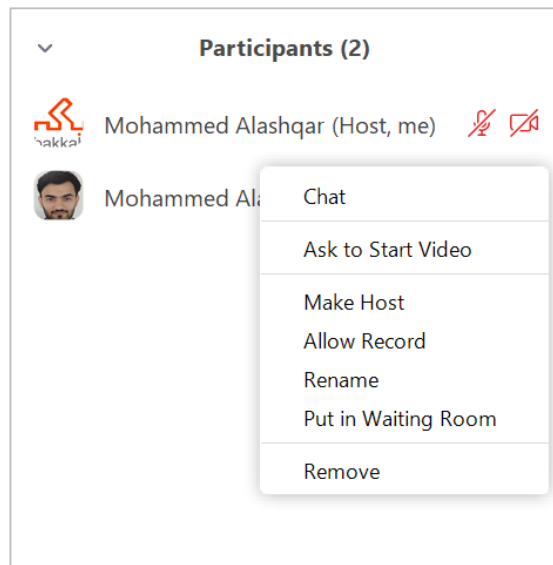 Participants (2)
Mohammed Alashqar (Host, me)
Mohammed
Chat
Ask to Start Video
Make Host
Allow Record
Rename
Put in Waiting Room
Remove